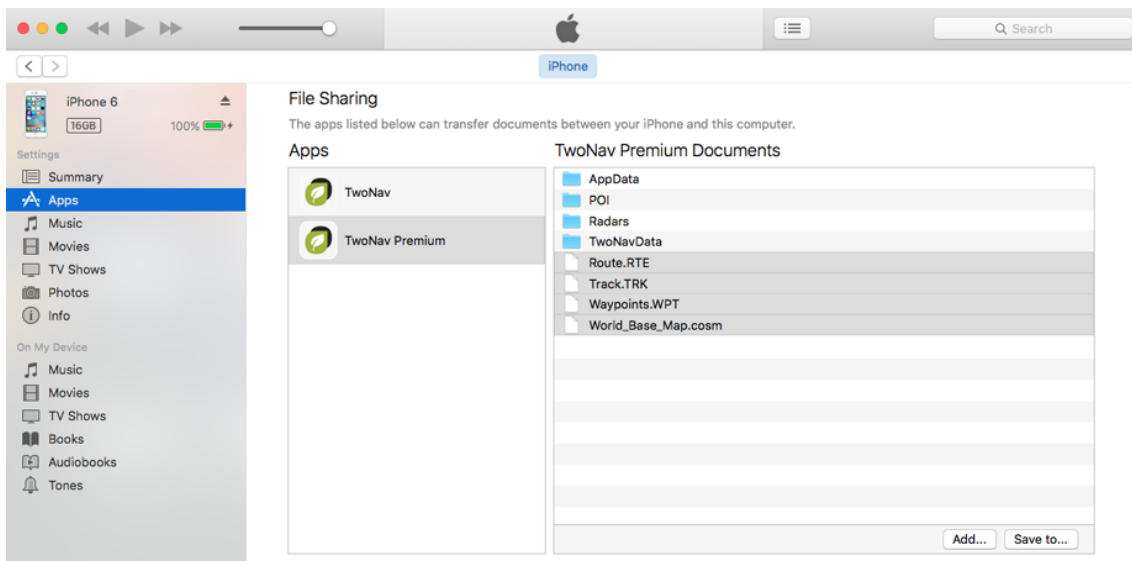 Search
iPhone
iPhone 6
16GB
100%
Settings
Summary
Apps
Music
Movies
TV Shows
Photos
Info
On My Device
Music
Movies
TV Shows
Books
Audiobooks
Tones
File Sharing
The apps listed below can transfer documents between your iPhone and this computer.
Apps
TwoNav
TwoNav Premium
TwoNav Premium Documents
AppData
POI
Radars
TwoNavData
Route.RTE
Track.TRK
Waypoints.WPT
World_Base_Map.cosm
Add...
Save to...